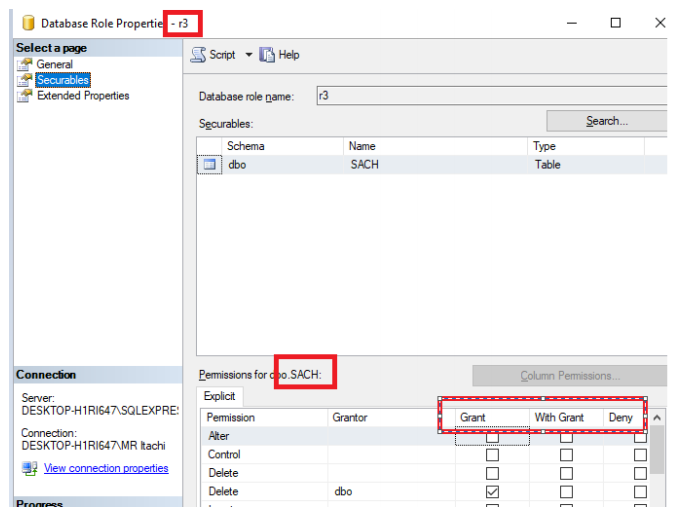 Database Role Properties - r3
Select a page
General
Securables
Extended Properties
Script Help
Database role name: r3
Securables: Search...
Schema Name Type
dbo SACH Table
Connection
Server:
DESKTOP-H1RI647\SQLEXPRE
Connection:
DESKTOP-H1RI647\MR Itachi
View connection properties
Progress
Permissions for dbo.SACH: Column Permissions...
Explicit
Permission Grantor Grant With Grant Deny
Alter
Control
Delete
Delete dbo